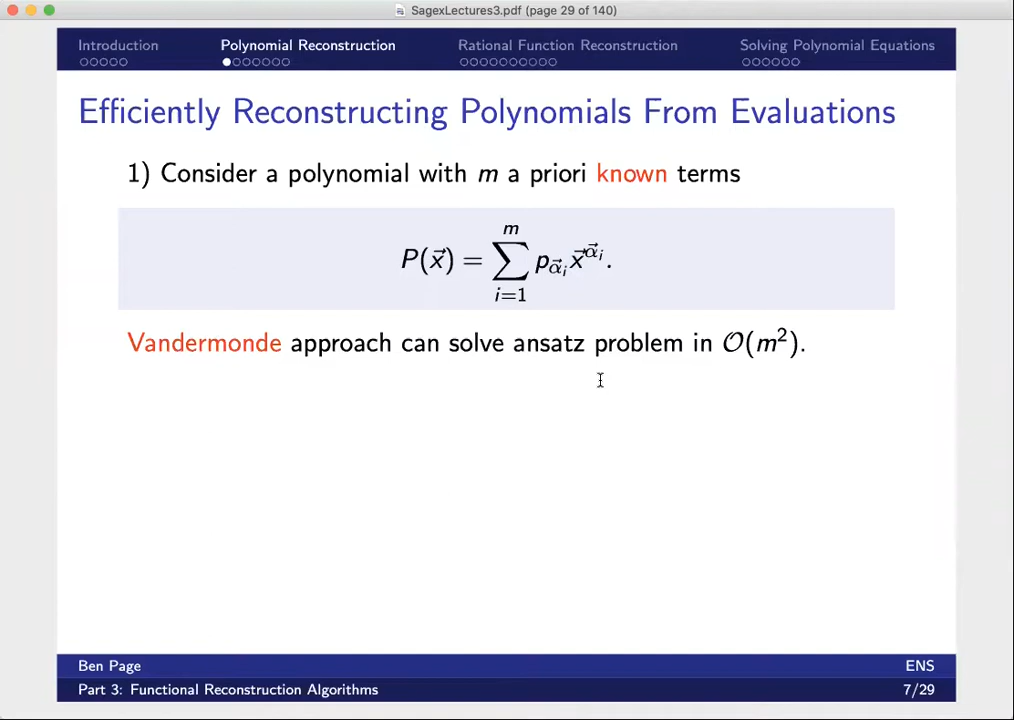 SagexLectures3.pdf (page 29 of 140)
Introduction Polynomial Reconstruction Rational Function Reconstruction Solving Polynomial Equations
Efficiently Reconstructing Polynomials From Evaluations
1) Consider a polynomial with m a priori known terms
P(x⃗) = ∑_{i=1}^{m} p_{α⃗_i} x⃗^{α⃗_i}.
Vandermonde approach can solve ansatz problem in 𝒪(m²).
Ben Page ENS
Part 3: Functional Reconstruction Algorithms 7/29